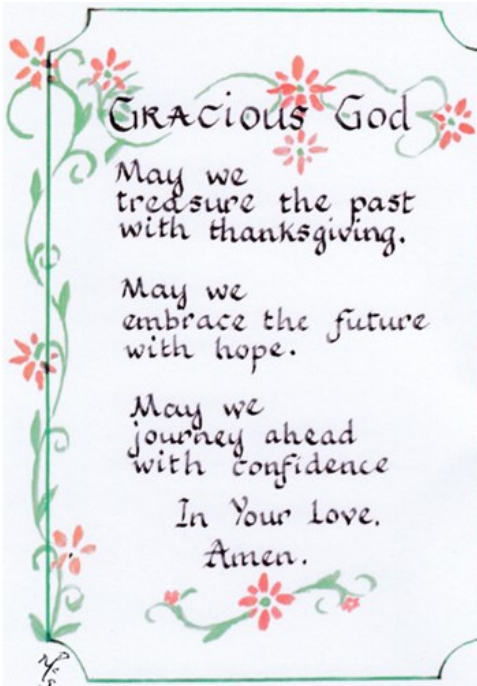 GRACious God
May we
treasure the past
with thanksgiving.
May we
embrace the future
with hope.
May we
journey ahead
with confidence
In Your Love.
Amen.